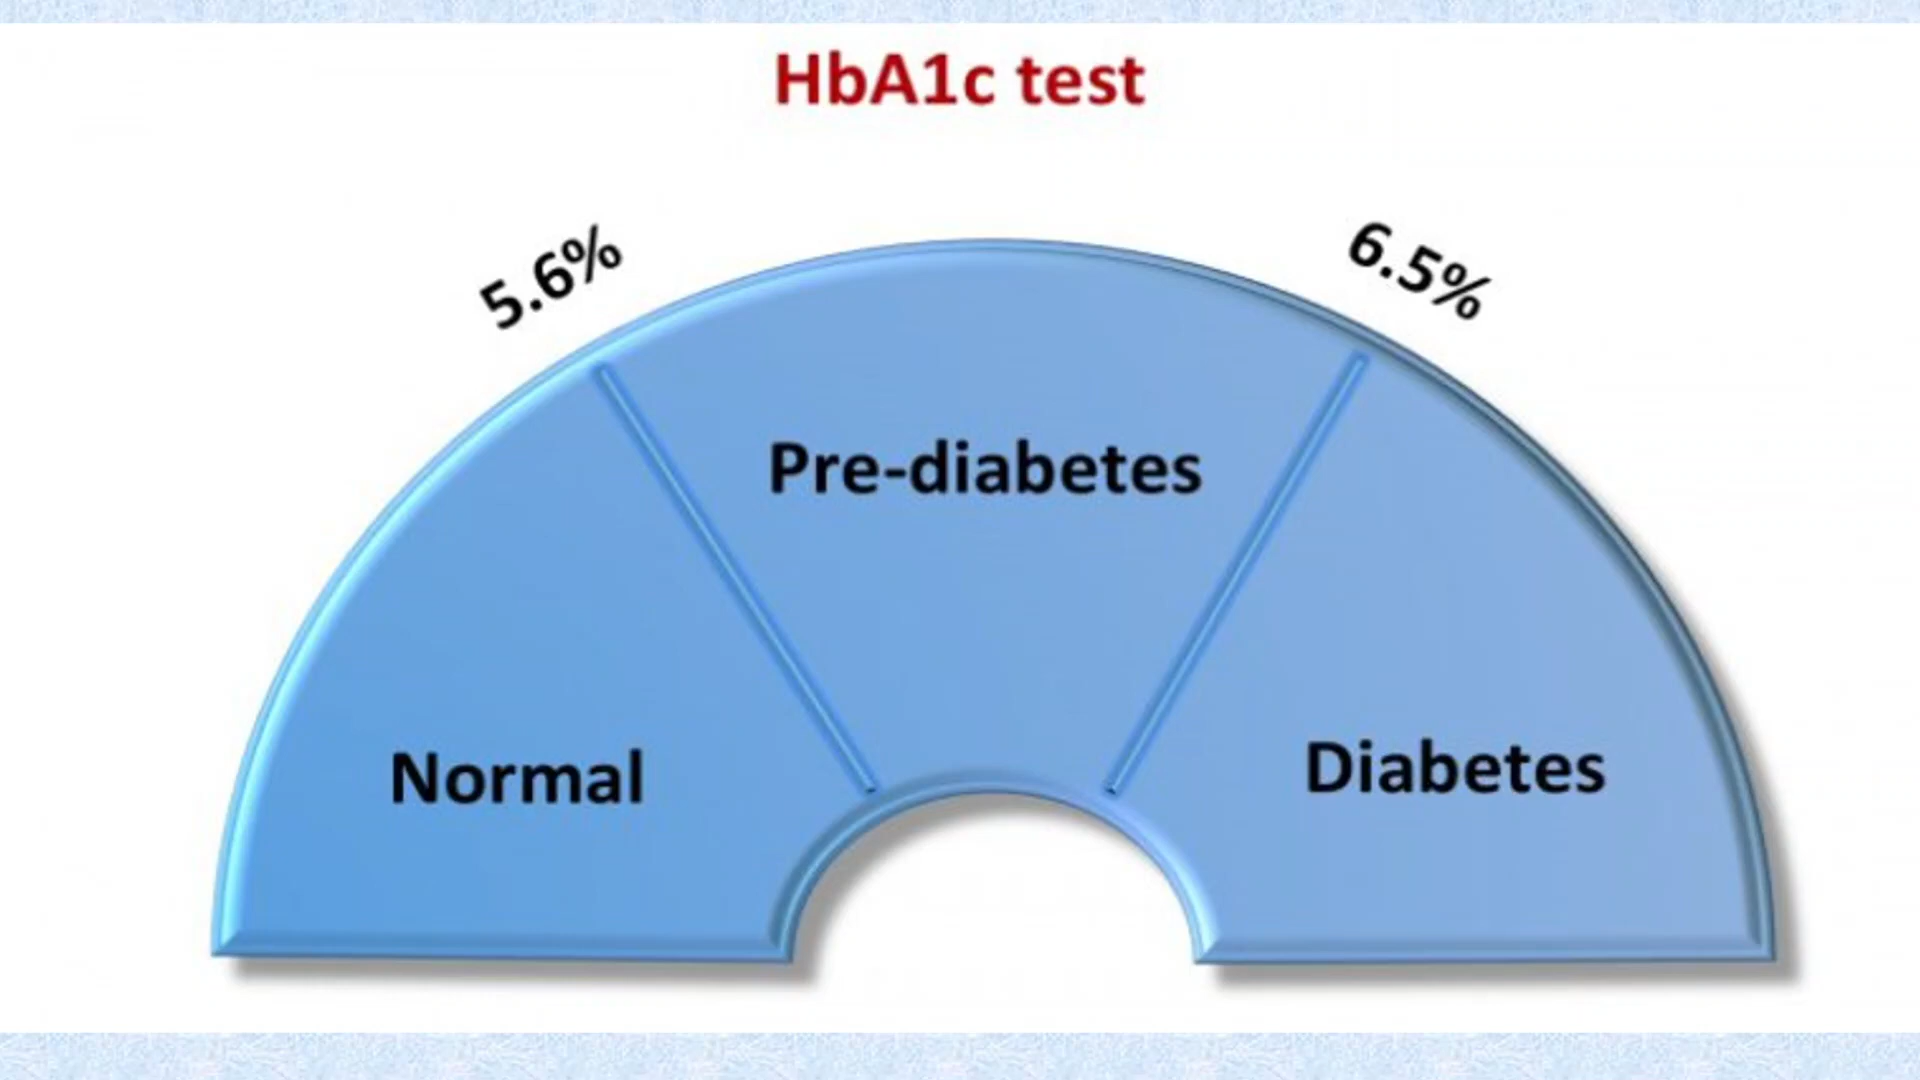 HbA1c test
5.6%
6.5%
Pre-diabetes
Normal
Diabetes